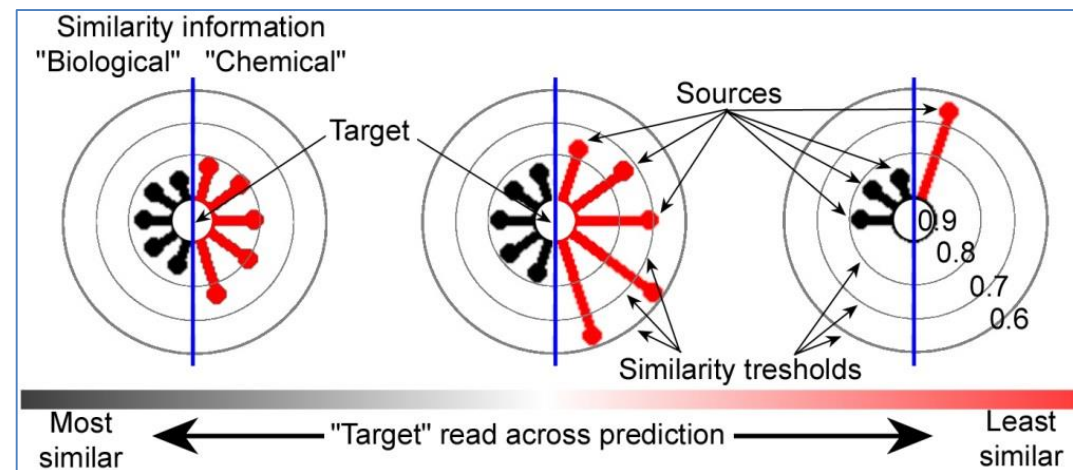 Similarity information
"Biological" "Chemical"
Sources
Target
0.9
0.8
0.7
0.6
Similarity tresholds
Most
similar
"Target" read across prediction
Least
similar